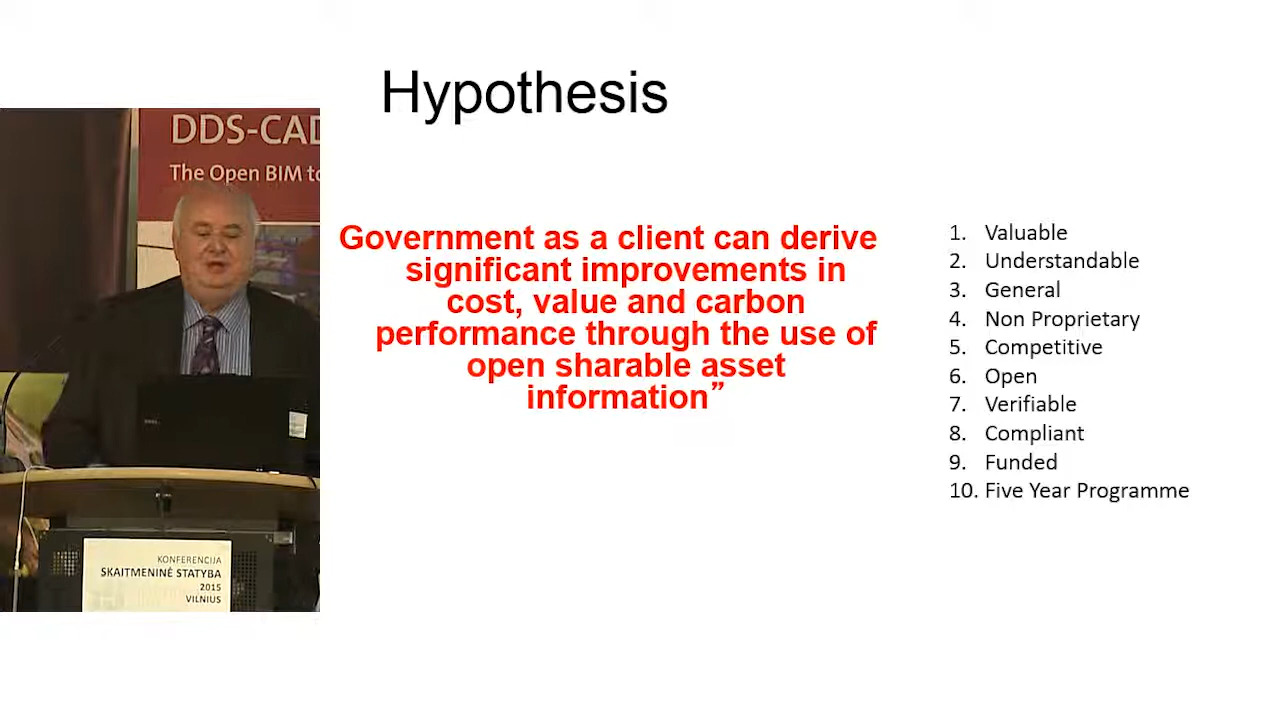 Hypothesis
DDS-CAD
The Open BIM to
Government as a client can derive
significant improvements in
cost, value and carbon
performance through the use of
open sharable asset
information”
1. Valuable
2. Understandable
3. General
4. Non Proprietary
5. Competitive
6. Open
7. Verifiable
8. Compliant
9. Funded
10. Five Year Programme
KONFERENCIJA
SKAITMENINĖ STATYBA
2015
VILNIUS